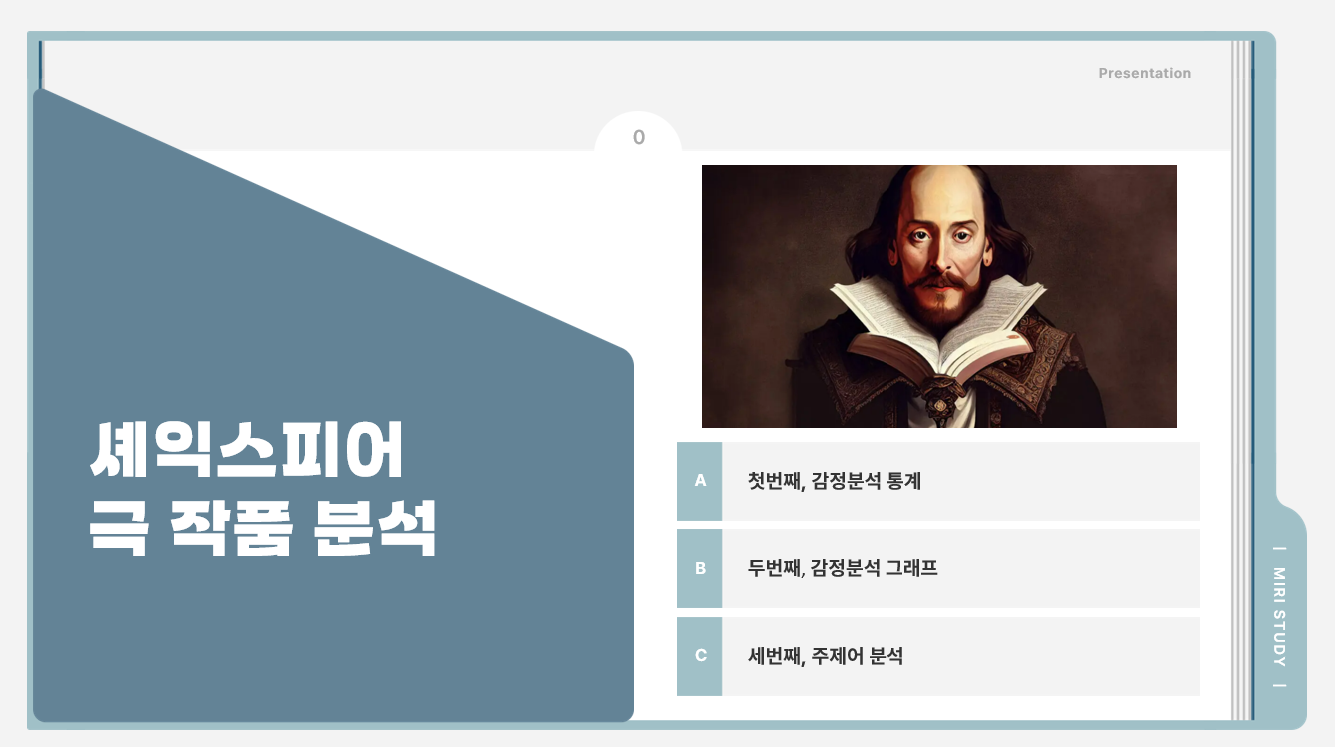 Presentation
0
셰익스피어
극 작품 분석
A
첫번째, 감정분석 통계
B
두번째, 감정분석 그래프
C
세번째, 주제어 분석
| MIRI STUDY |